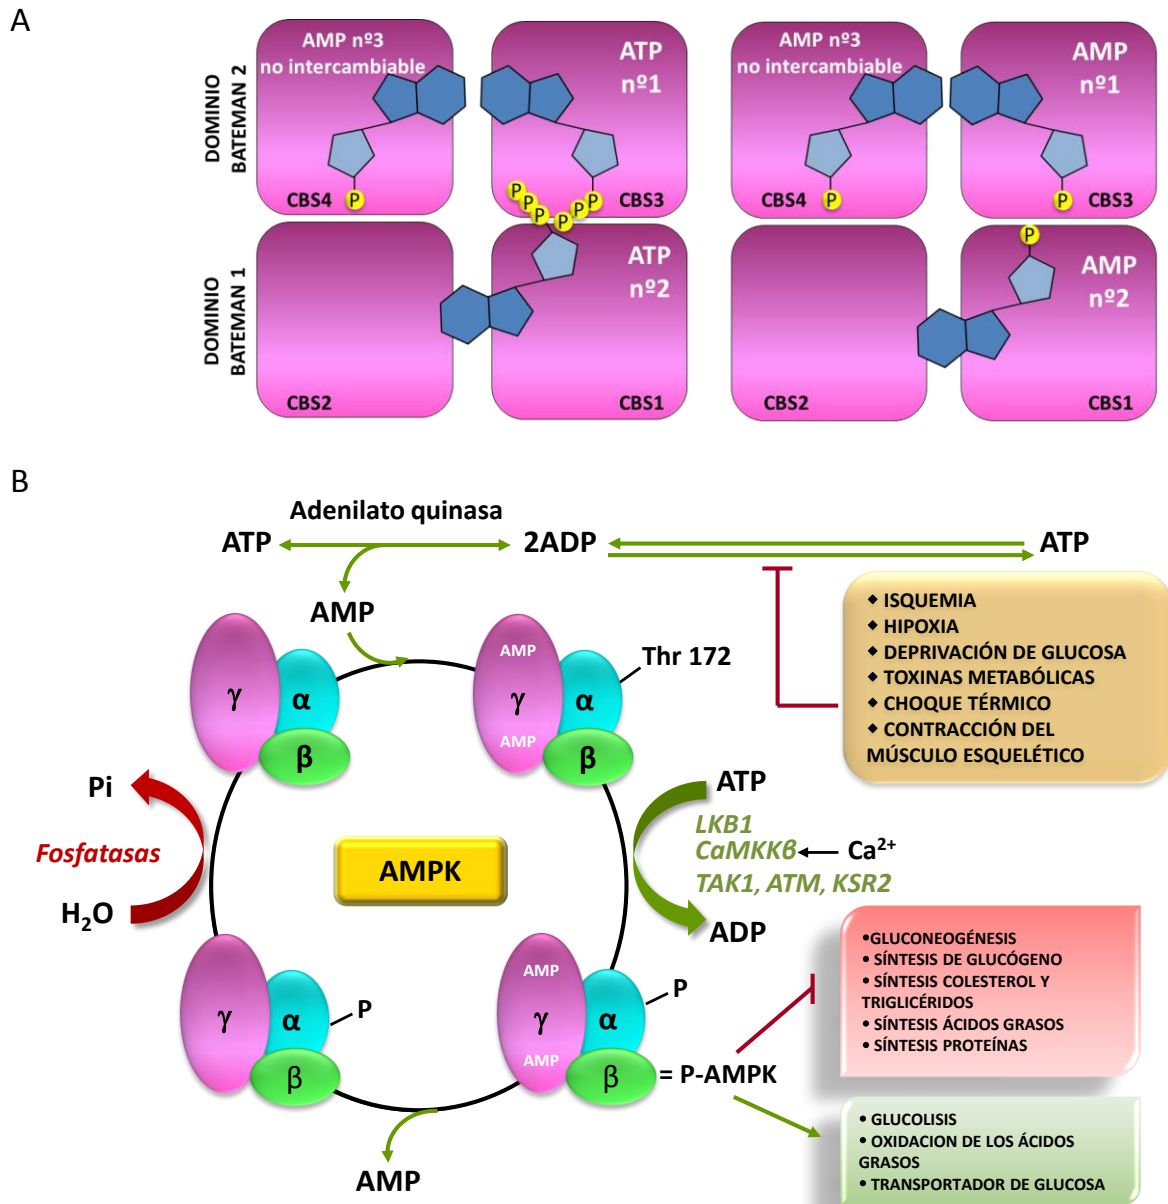 A
DOMINIO
BATEMAN 2
AMP nº3
no intercambiable
CBS4
P
ATP
nº1
P P P P P P
CBS3
AMP nº3
no intercambiable
CBS4
P
AMP
nº1
P
CBS3
DOMINIO
BATEMAN 1
CBS2
ATP
nº2
CBS1
CBS2
P
AMP
nº2
CBS1
B
Adenilato quinasa
ATP
2ADP
ATP
AMP
◆ ISQUEMIA
◆ HIPOXIA
◆ DEPRIVACIÓN DE GLUCOSA
◆ TOXINAS METABÓLICAS
◆ CHOQUE TÉRMICO
◆ CONTRACCIÓN DEL
MÚSCULO ESQUELÉTICO
γ
α
β
AMP
γ
AMP
α
β
Thr 172
Pi
Fosfatasas
H₂O
AMPK
ATP
LKB1
CaMKKβ
Ca²⁺
TAK1, ATM, KSR2
ADP
γ
α
β
P
AMP
γ
AMP
α
β
P
= P-AMPK
•GLUCONEOGÉNESIS
• SÍNTESIS DE GLUCÓGENO
• SÍNTESIS COLESTEROL Y
TRIGLICÉRIDOS
• SÍNTESIS ÁCIDOS GRASOS
• SÍNTESIS PROTEÍNAS
• GLUCOLISIS
• OXIDACION DE LOS ÁCIDOS
GRASOS
• TRANSPORTADOR DE GLUCOSA
AMP